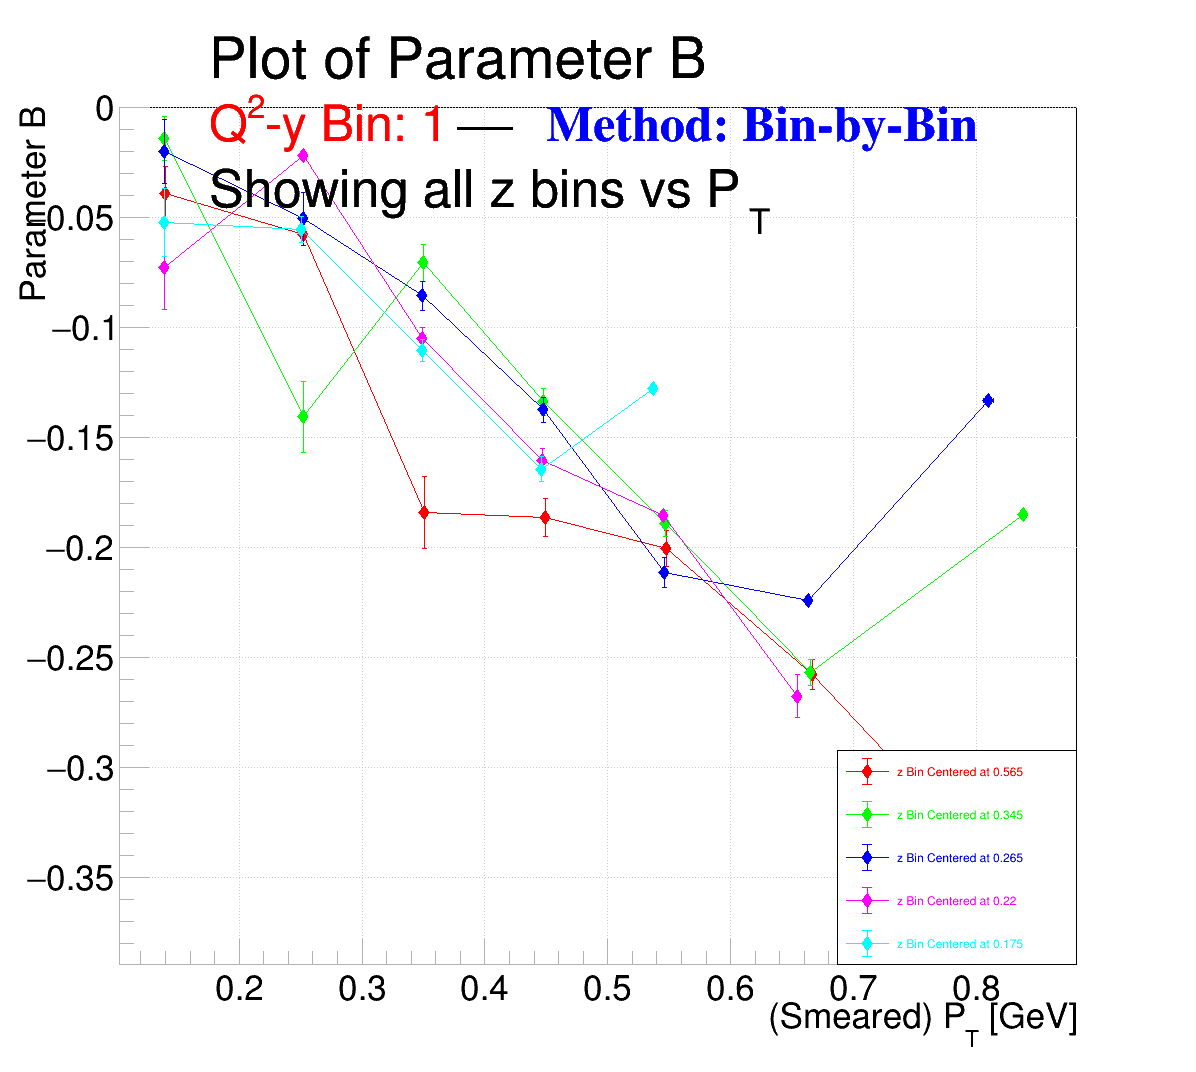 Plot of Parameter B
Q2-y Bin: 1 — Method: Bin-by-Bin
Showing all z bins vs PT
Parameter B
0
−0.05
−0.1
−0.15
−0.2
−0.25
−0.3
−0.35
z Bin Centered at 0.565
z Bin Centered at 0.345
z Bin Centered at 0.265
z Bin Centered at 0.22
z Bin Centered at 0.175
0.2 0.3 0.4 0.5 0.6 0.7 0.8
(Smeared) PT [GeV]